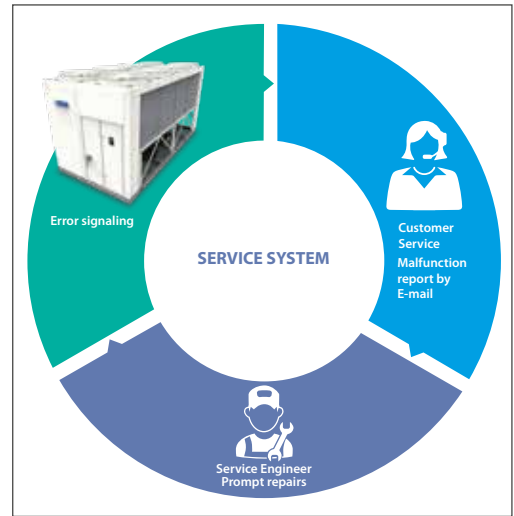 Error signaling
SERVICE SYSTEM
Customer
Service
Malfunction
report by
E-mail
Service Engineer
Prompt repairs